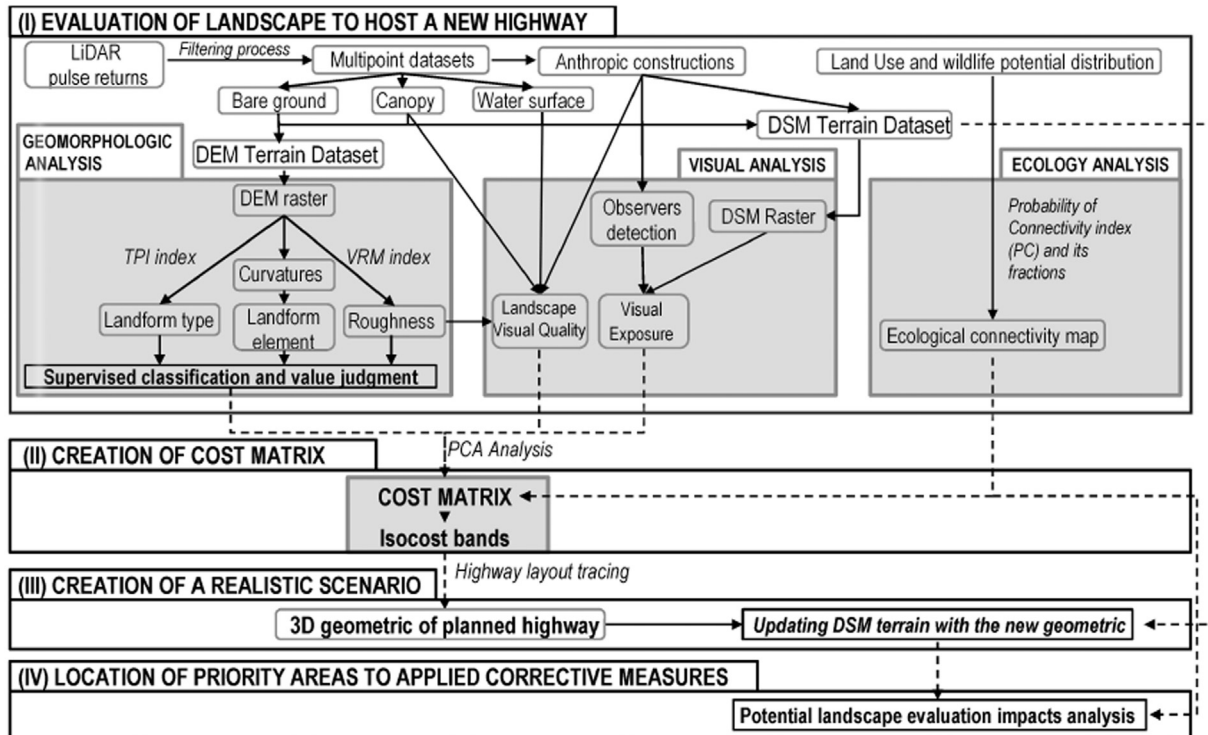 (I) EVALUATION OF LANDSCAPE TO HOST A NEW HIGHWAY
LiDAR
pulse returns
Filtering process
Multipoint datasets
Anthropic constructions
Land Use and wildlife potential distribution
Bare ground
Canopy
Water surface
DSM Terrain Dataset
GEOMORPHOLOGIC
ANALYSIS
DEM Terrain Dataset
VISUAL ANALYSIS
ECOLOGY ANALYSIS
DEM raster
Observers
detection
DSM Raster
Probability of
Connectivity index
(PC) and its
fractions
TPI index
VRM index
Curvatures
Landform type
Landform
element
Roughness
Landscape
Visual Quality
Visual
Exposure
Ecological connectivity map
Supervised classification and value judgment
(II) CREATION OF COST MATRIX
PCA Analysis
COST MATRIX
Isocost bands
(III) CREATION OF A REALISTIC SCENARIO
Highway layout tracing
3D geometric of planned highway
Updating DSM terrain with the new geometric
(IV) LOCATION OF PRIORITY AREAS TO APPLIED CORRECTIVE MEASURES
Potential landscape evaluation impacts analysis